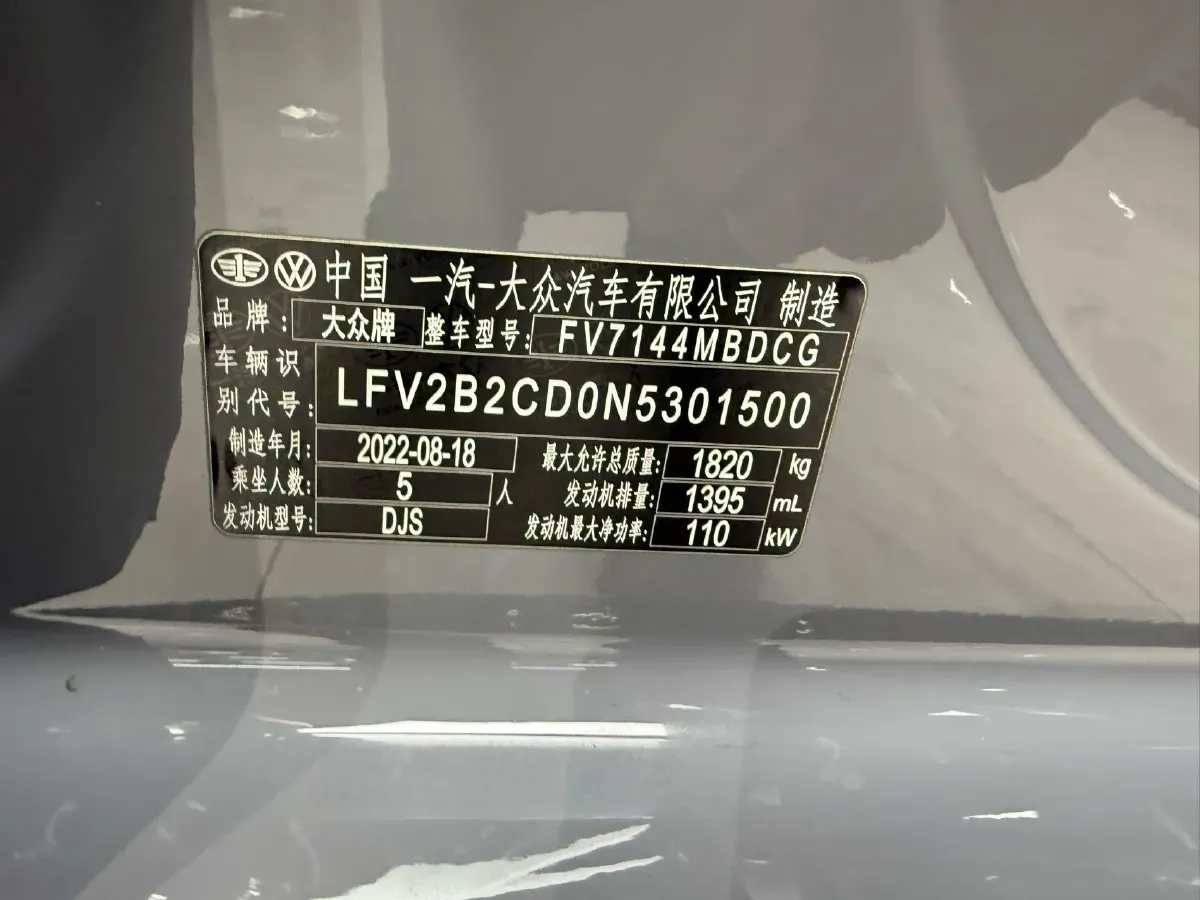 中国 一汽-大众汽车有限公司 制造
品牌: 大众牌 整车型号: FV7144MBDCG
车辆识别代号: LFV2B2CD0N5301500
制造年月: 2022-08-18 最大允许总质量: 1820 kg
乘坐人数: 5 人 发动机排量: 1395 mL
发动机型号: DJS 发动机最大净功率: 110 kW